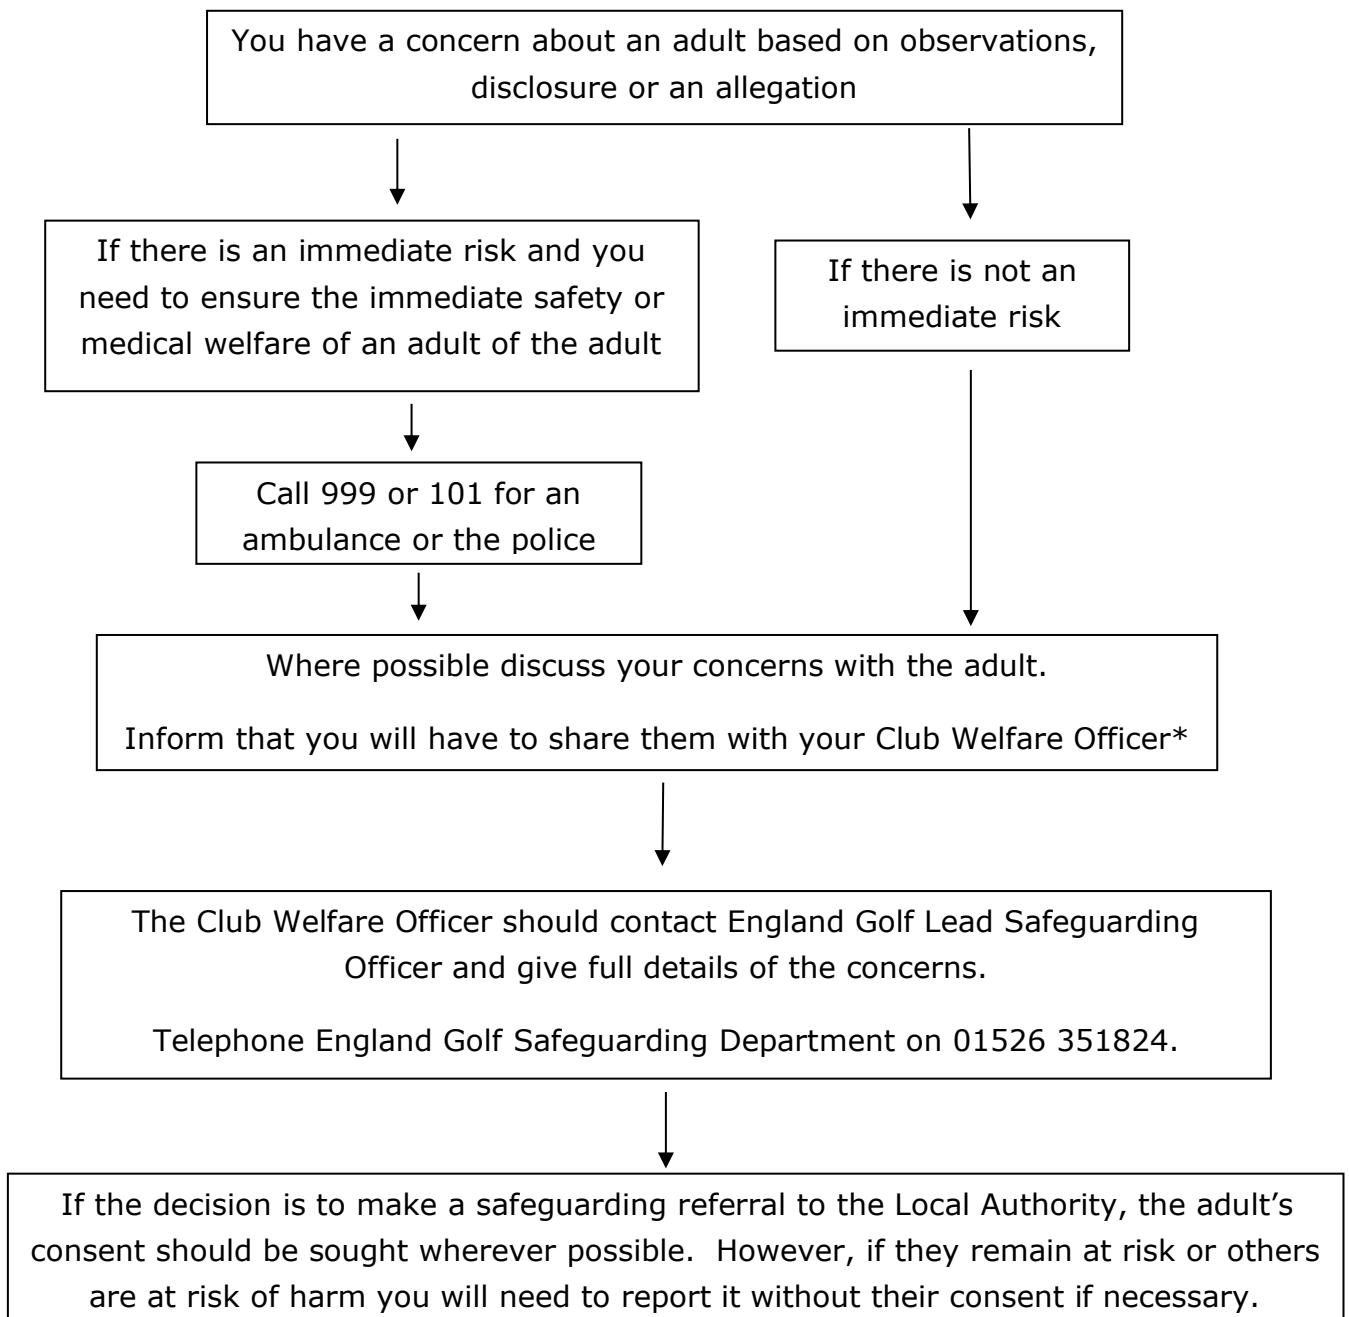 You have a concern about an adult based on observations,
disclosure or an allegation
If there is an immediate risk and you
need to ensure the immediate safety or
medical welfare of an adult of the adult
If there is not an
immediate risk
Call 999 or 101 for an
ambulance or the police
Where possible discuss your concerns with the adult.
Inform that you will have to share them with your Club Welfare Officer*
The Club Welfare Officer should contact England Golf Lead Safeguarding
Officer and give full details of the concerns.
Telephone England Golf Safeguarding Department on 01526 351824.
If the decision is to make a safeguarding referral to the Local Authority, the adult’s
consent should be sought wherever possible.  However, if they remain at risk or others
are at risk of harm you will need to report it without their consent if necessary.